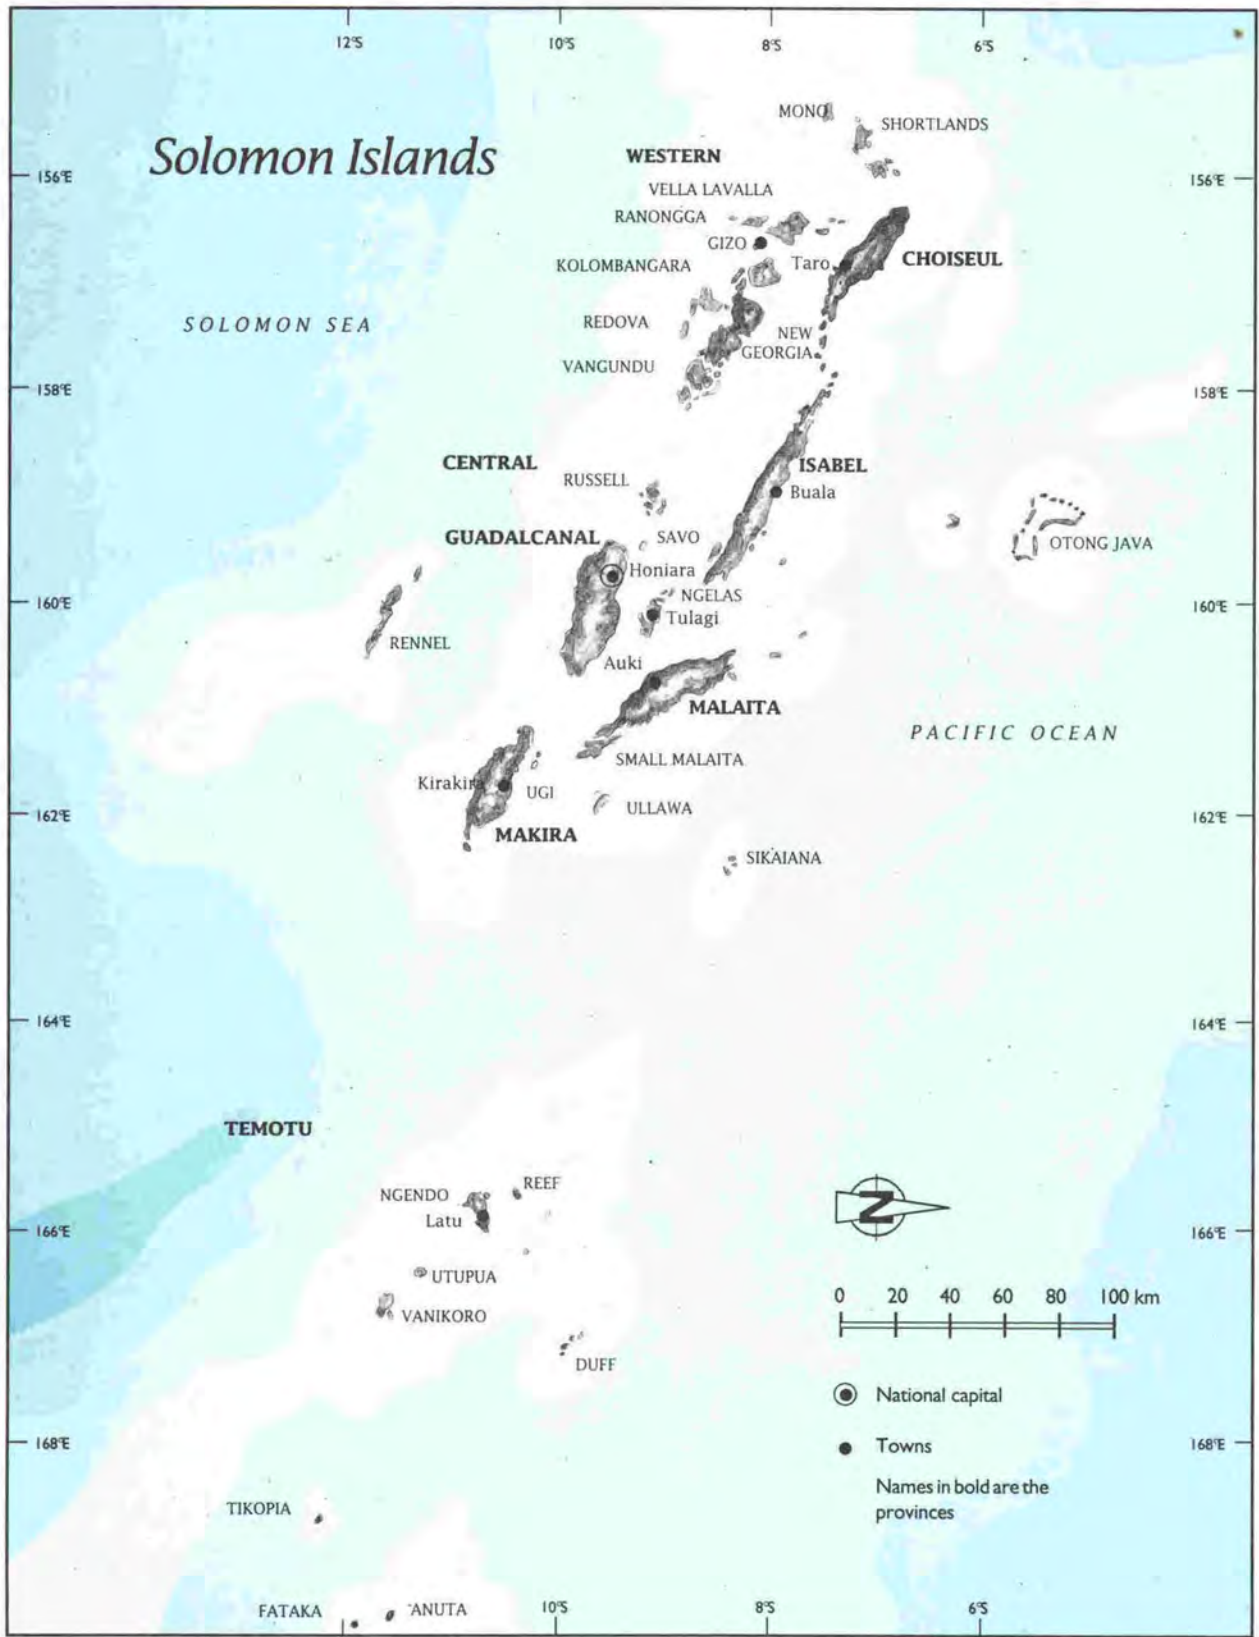 12°S
10°S
8°S
6°S
MONO
SHORTLANDS
Solomon Islands
WESTERN
156°E
156°E
VELLA LAVALLA
RANONGGA
GIZO
KOLOMBANGARA
Taro
CHOISEUL
SOLOMON SEA
REDOVA
NEW
GEORGIA
VANGUNDU
158°E
158°E
CENTRAL
ISABEL
RUSSELL
Buala
GUADALCANAL
SAVO
OTONG JAVA
Honiara
NGELAS
160°E
160°E
Tulagi
RENNEL
Auki
MALAITA
PACIFIC OCEAN
SMALL MALAITA
Kirakira
UGI
ULLAWA
162°E
162°E
MAKIRA
SIKAIANA
164°E
164°E
TEMOTU
NGENDO
REEF
Latu
166°E
166°E
UTUPUA
VANIKORO
DUFF
N
0 20 40 60 80 100 km
National capital
Towns
168°E
168°E
Names in bold are the
provinces
TIKOPIA
FATAKA
ANUTA
10°S
8°S
6°S